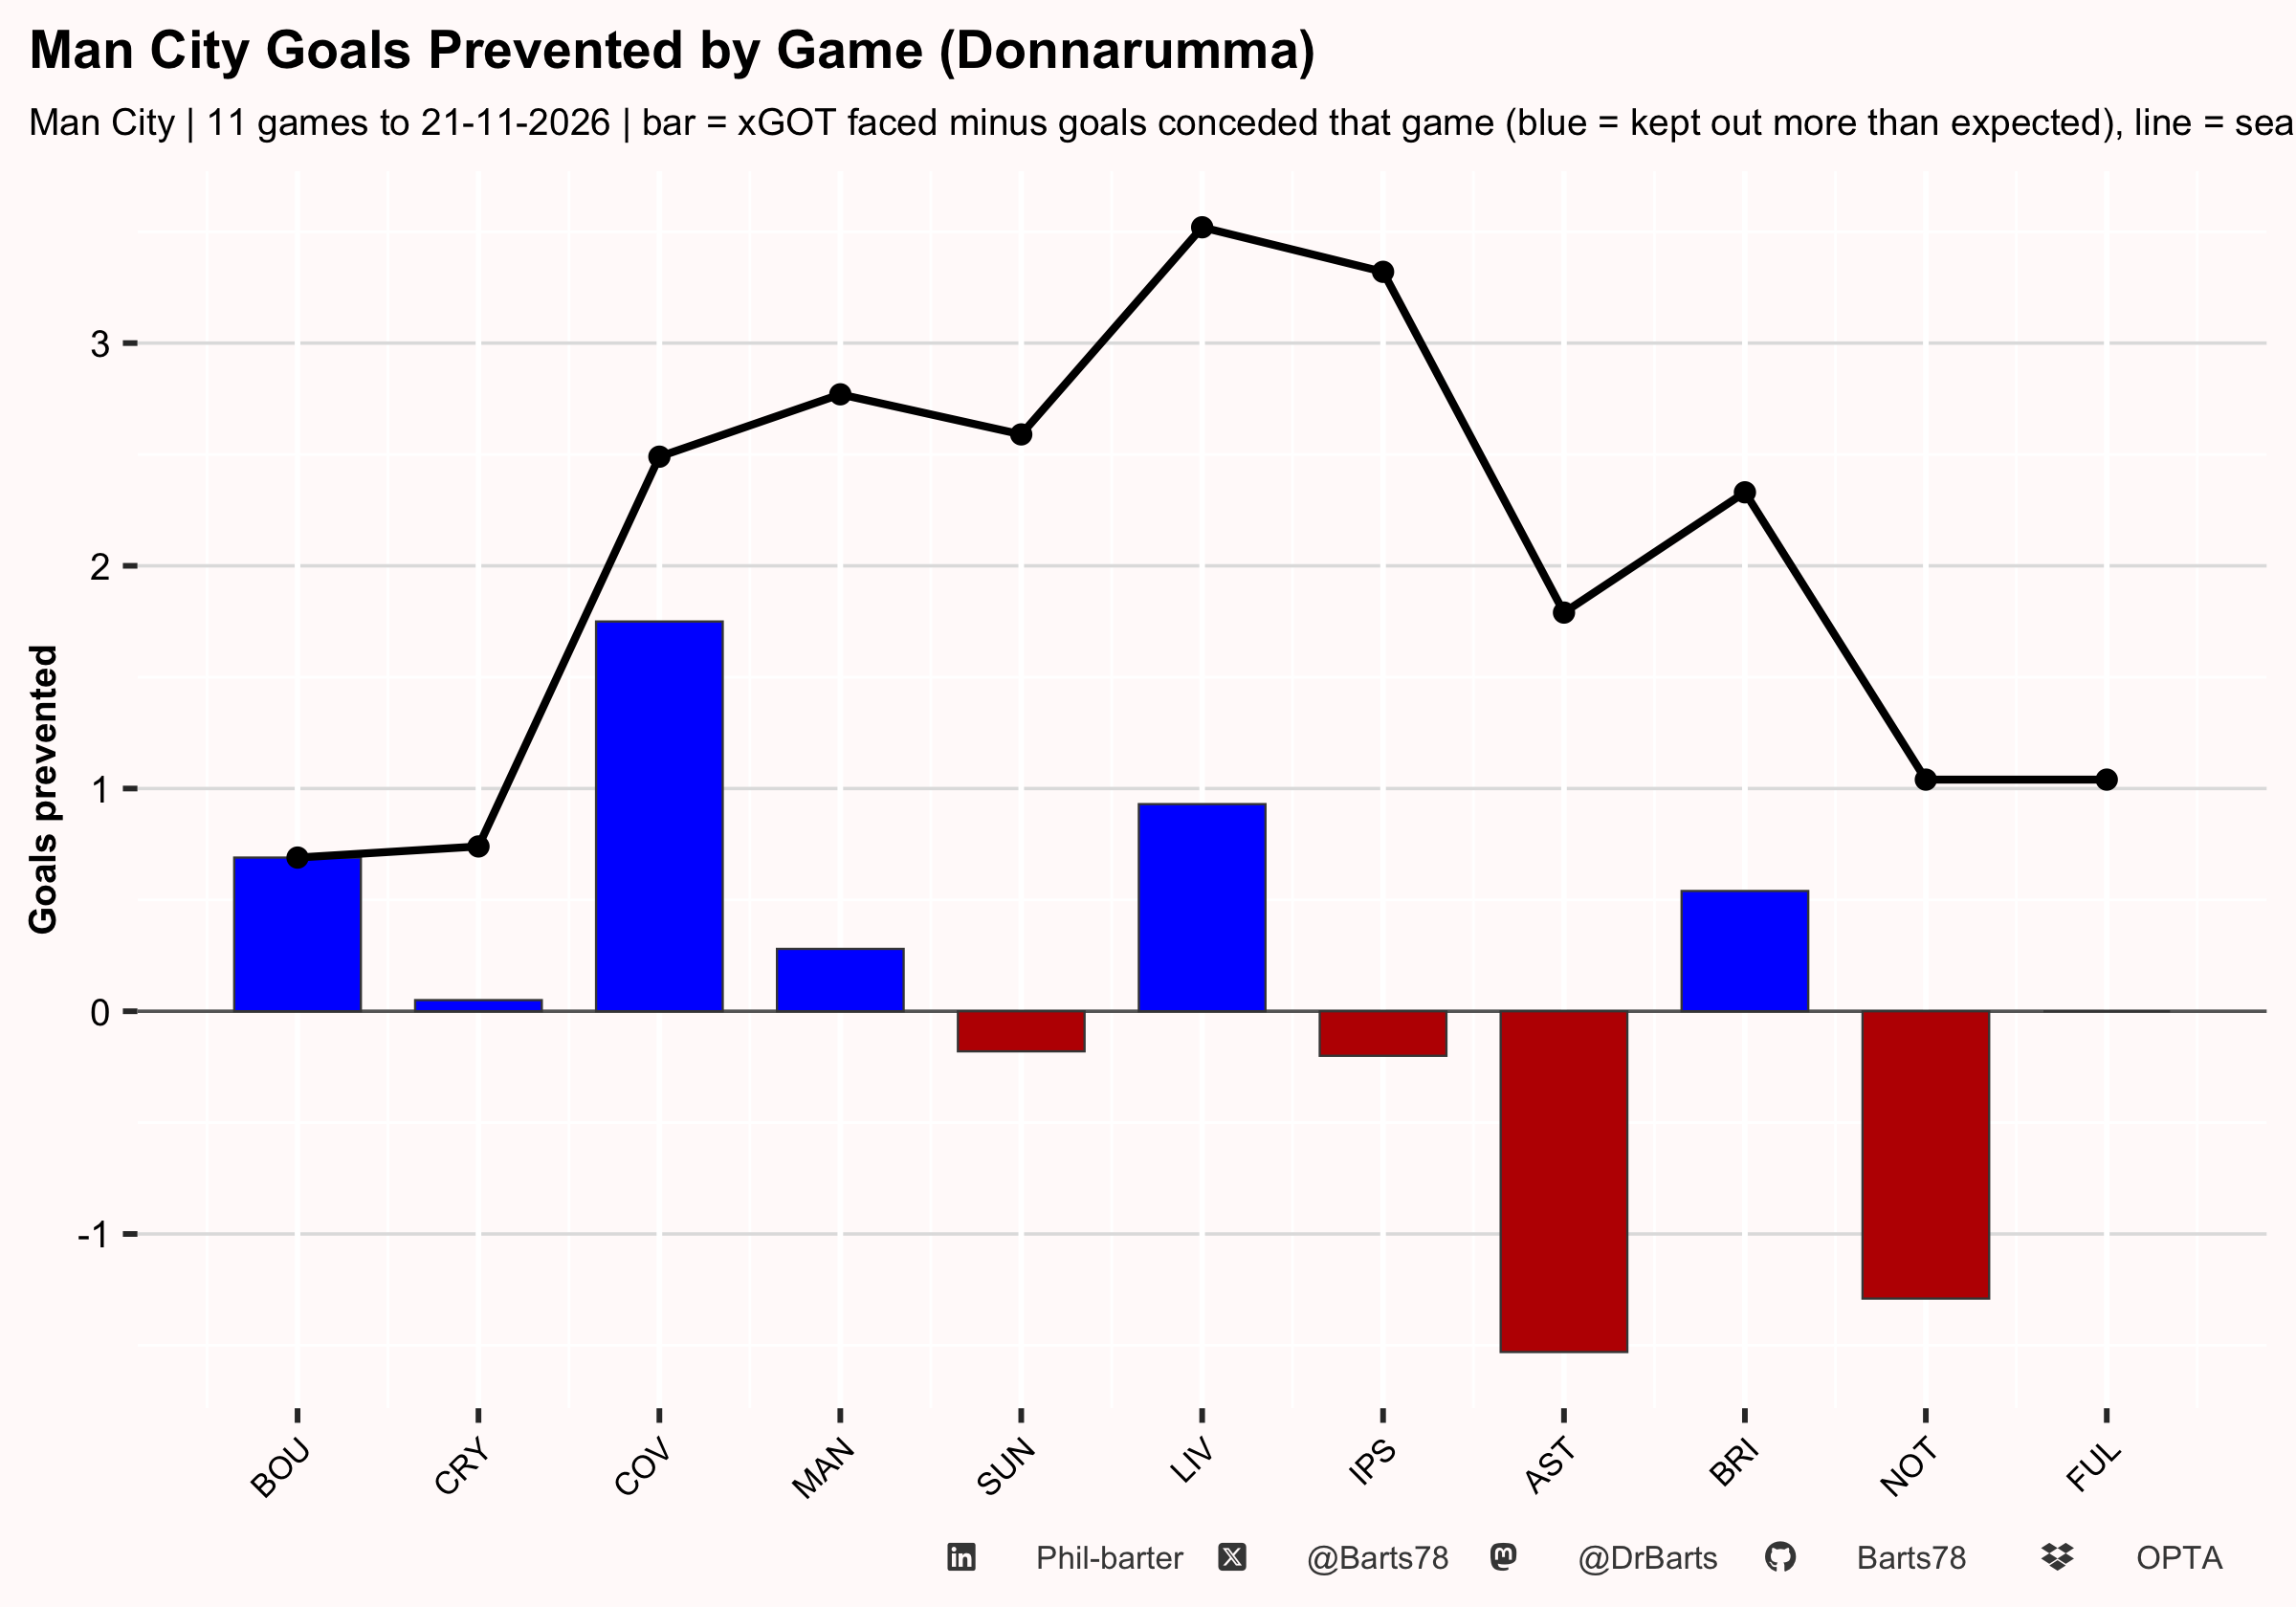 Man City Goals Prevented by Game (Donnarumma)
Man City | 11 games to 21-11-2026 | bar = xGOT faced minus goals conceded that game (blue = kept out more than expected), line = sea
Goals prevented
3
2
1
0
-1
BOU CRY COV MAN SUN LIV IPS AST BRI NOT FUL
Phil-barter @Barts78 @DrBarts Barts78 OPTA